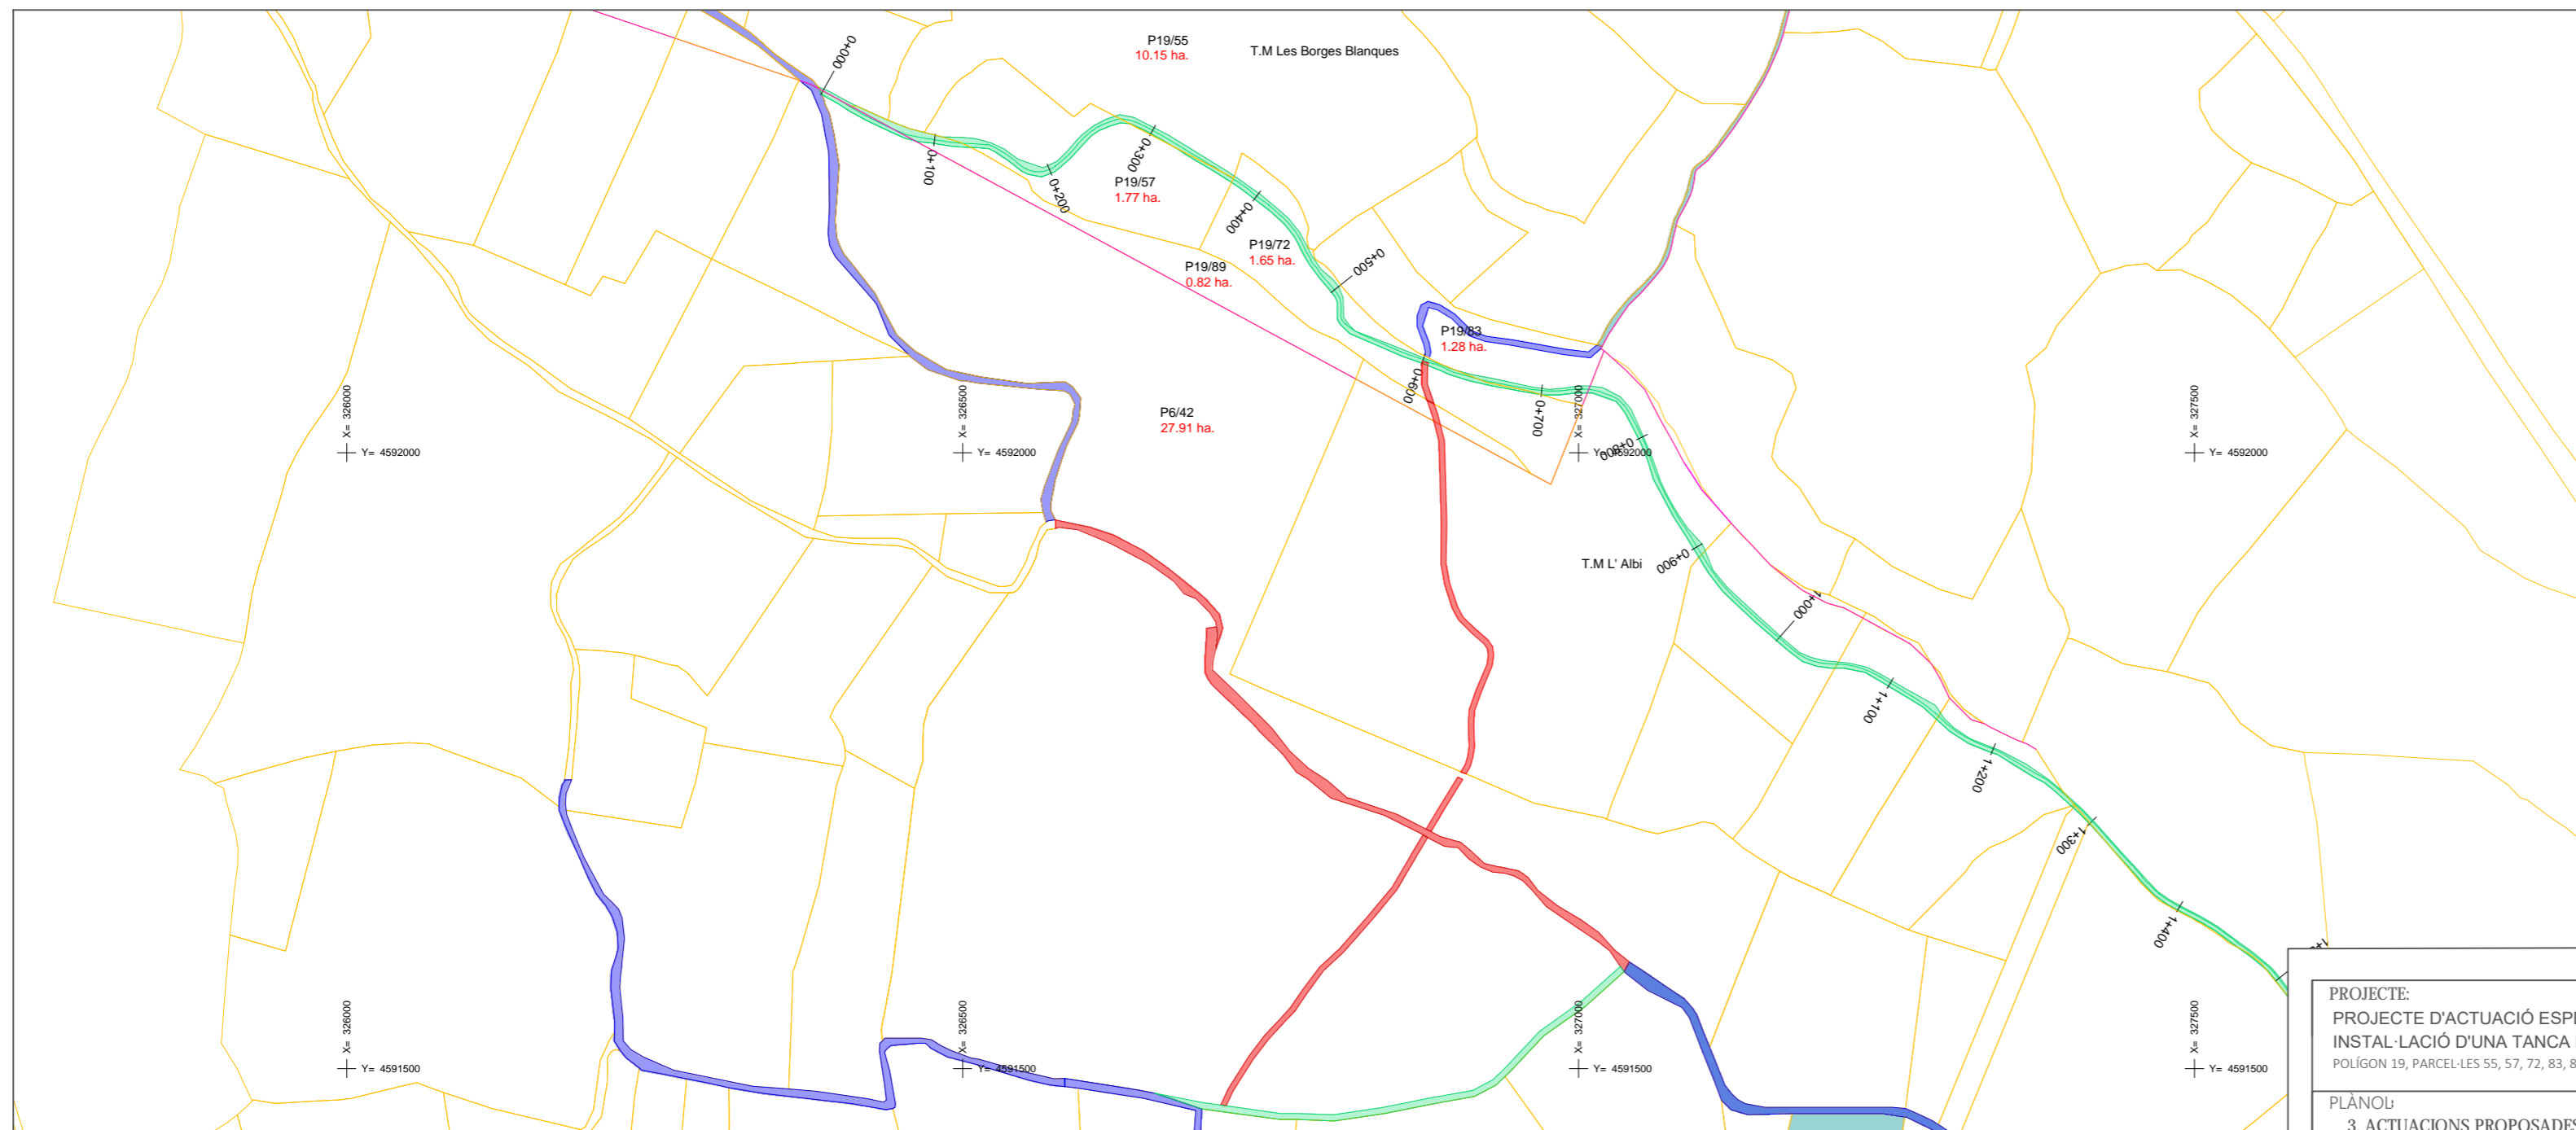 P19/55
10.15 ha.
T.M Les Borges Blanques
0+000
0+100
0+200
0+300
0+400
0+500
0+600
0+700
0+800
0+900
1+000
1+100
1+200
1+300
1+400
P19/57
1.77 ha.
P19/72
1.65 ha.
P19/89
0.82 ha.
P19/83
1.28 ha.
P6/42
27.91 ha.
T.M L' Albi
X= 326000
Y= 4592000
X= 326500
Y= 4592000
X= 327000
Y= 4592000
X= 327500
Y= 4592000
X= 326000
Y= 4591500
X= 326500
Y= 4591500
X= 327000
Y= 4591500
X= 327500
Y= 4591500
PROJECTE:
PROJECTE D'ACTUACIÓ ESP
INSTAL·LACIÓ D'UNA TANCA
POLÍGON 19, PARCEL·LES 55, 57, 72, 83, 8
PLÀNOL:
3. ACTUACIONS PROPOSADE